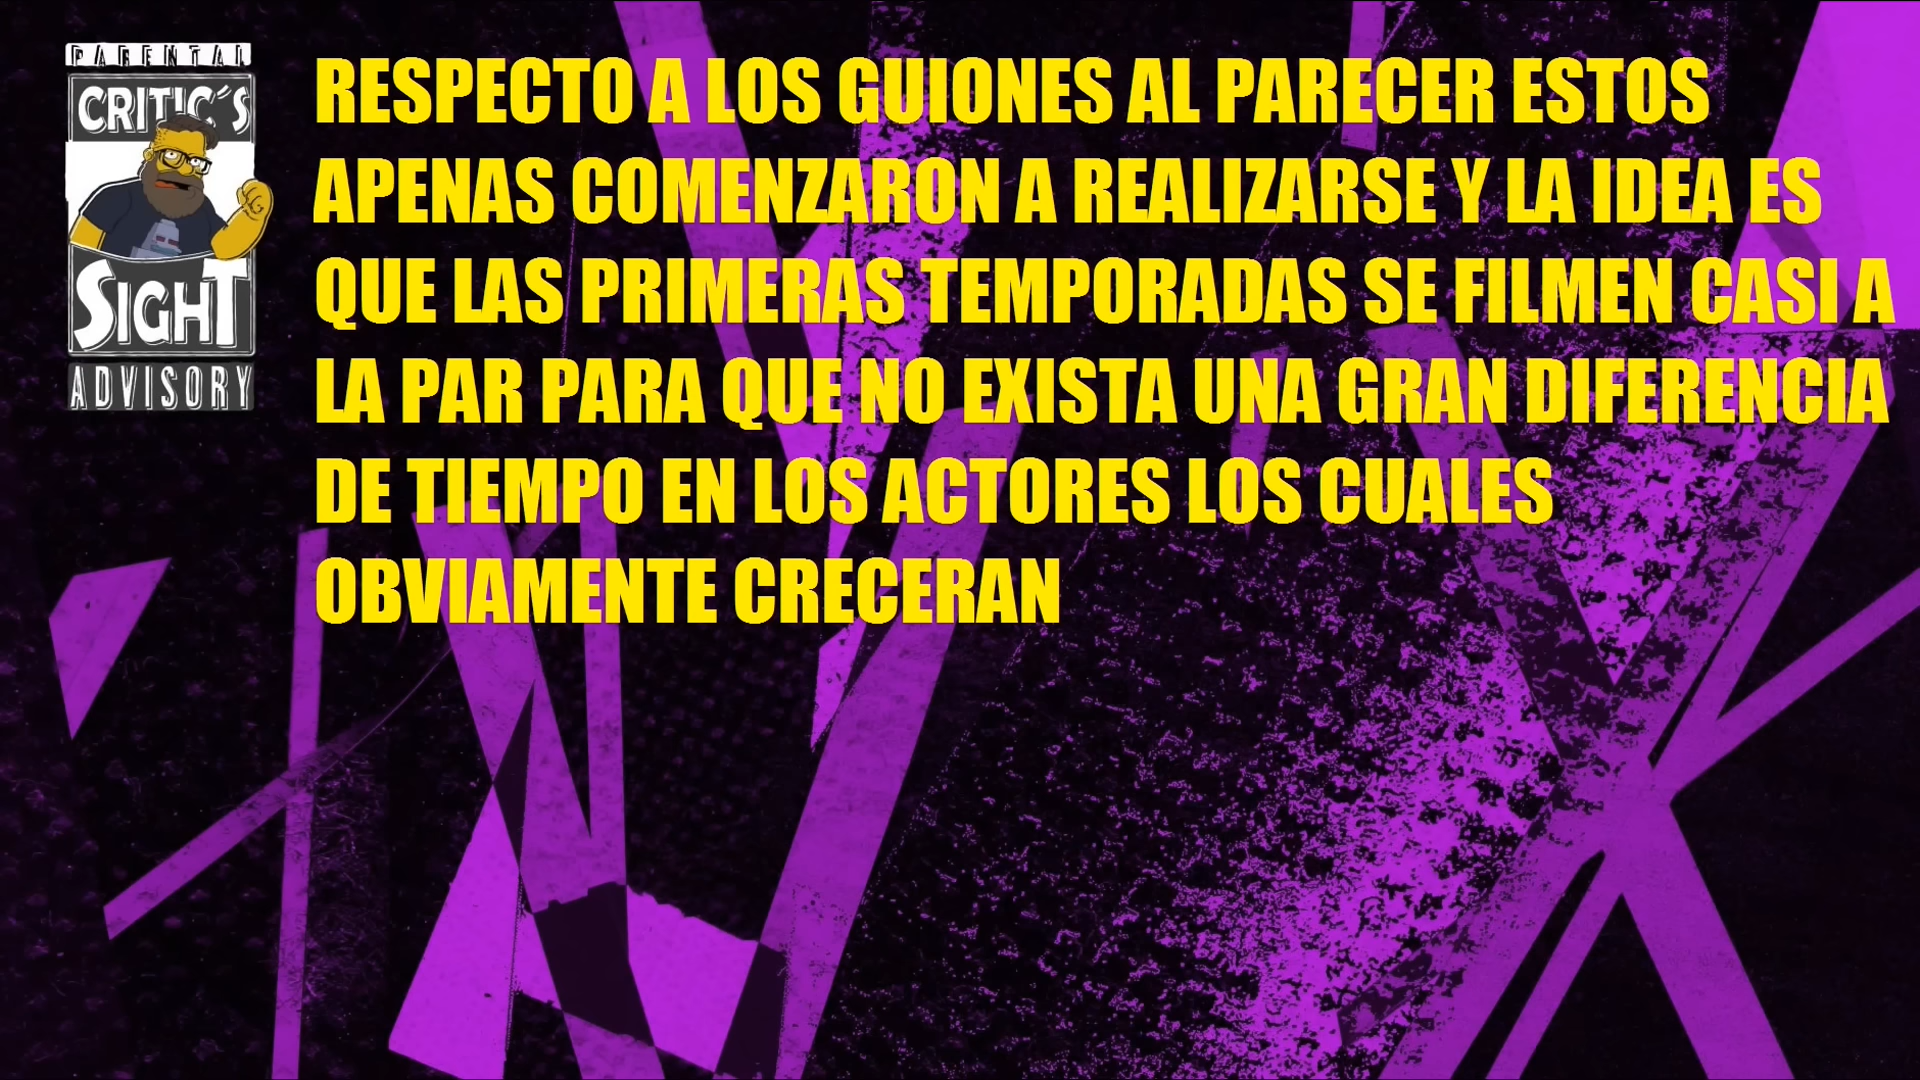 PARENTAL
CRITIC´S
SIGHT
ADVISORY
RESPECTO A LOS GUIONES AL PARECER ESTOS
APENAS COMENZARON A REALIZARSE Y LA IDEA ES
QUE LAS PRIMERAS TEMPORADAS SE FILMEN CASI A
LA PAR PARA QUE NO EXISTA UNA GRAN DIFERENCIA
DE TIEMPO EN LOS ACTORES LOS CUALES
OBVIAMENTE CRECERAN